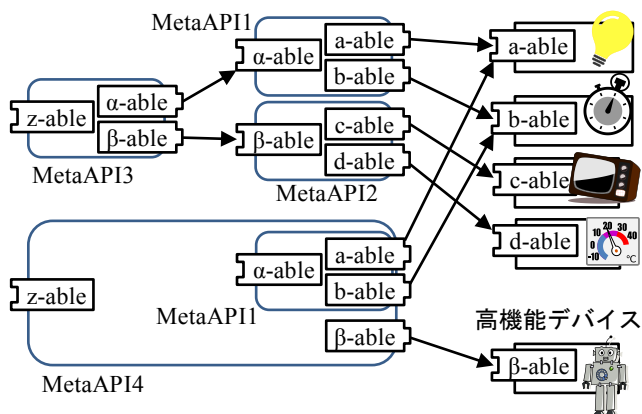 MetaAPI1
a-able
α-able
b-able
a-able
α-able
z-able
β-able
MetaAPI3
c-able
β-able
d-able
MetaAPI2
b-able
c-able
d-able
-10
0
10
20
30
40
°C
a-able
α-able
b-able
MetaAPI1
z-able
β-able
MetaAPI4
高機能デバイス
β-able